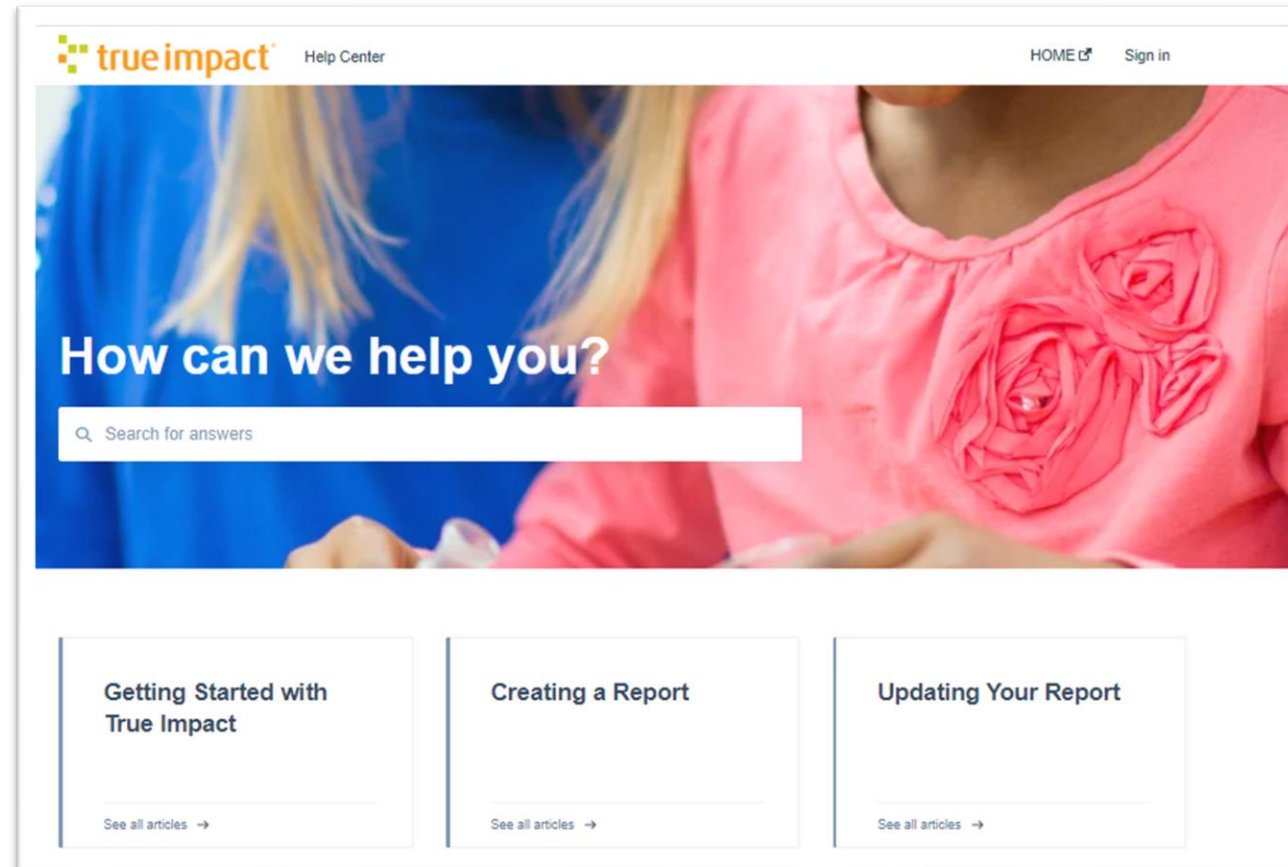 trueimpact Help Center HOME Sign in
How can we help you?
Search for answers
Getting Started with
True Impact
See all articles →
Creating a Report
See all articles →
Updating Your Report
See all articles →